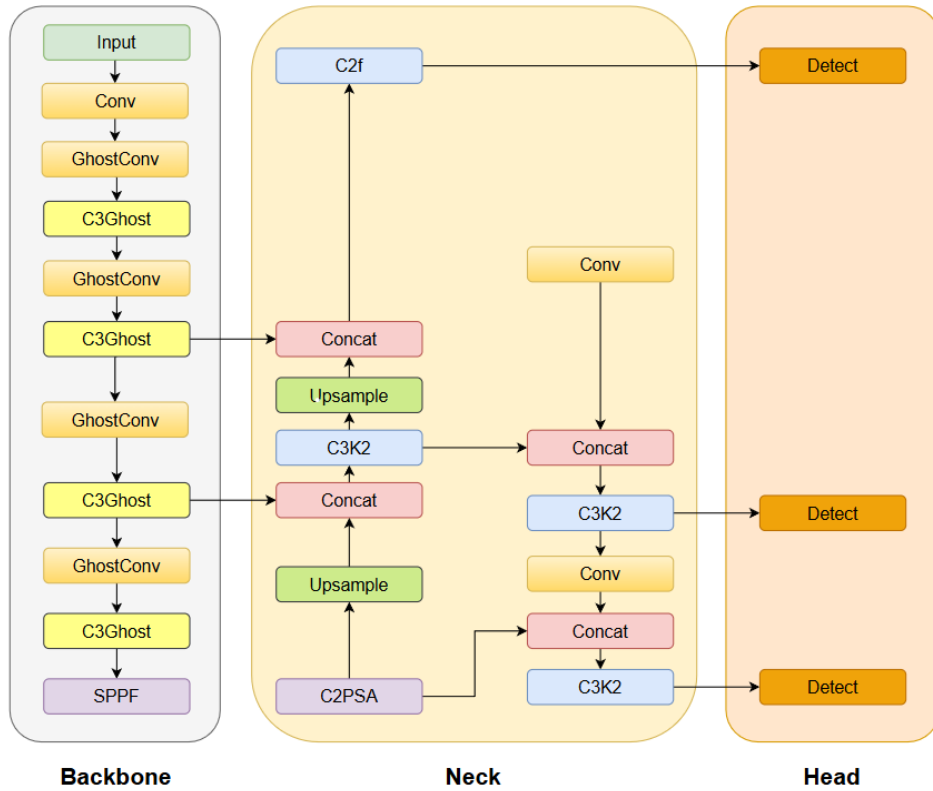 Input
Conv
GhostConv
C3Ghost
GhostConv
C3Ghost
GhostConv
C3Ghost
GhostConv
C3Ghost
SPPF
Backbone
C2f
Concat
Upsample
C3K2
Concat
Upsample
C2PSA
Conv
Concat
C3K2
Conv
Concat
C3K2
Neck
Detect
Detect
Detect
Head